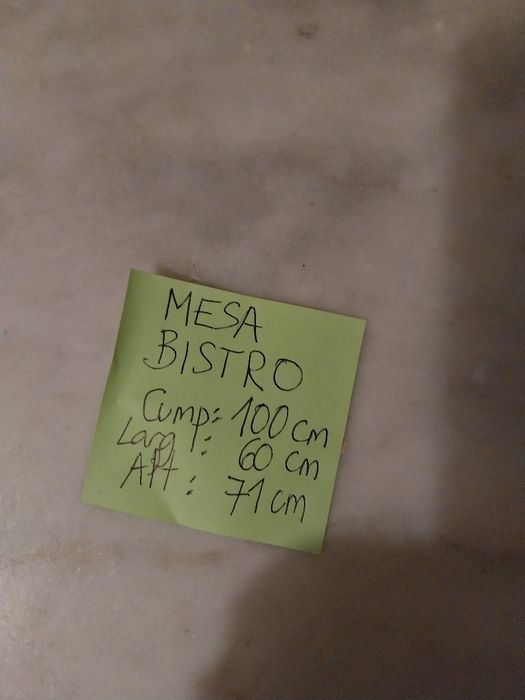 MESA
BISTRO
Cump: 100 cm
Larg: 60 cm
Alt: 71 cm